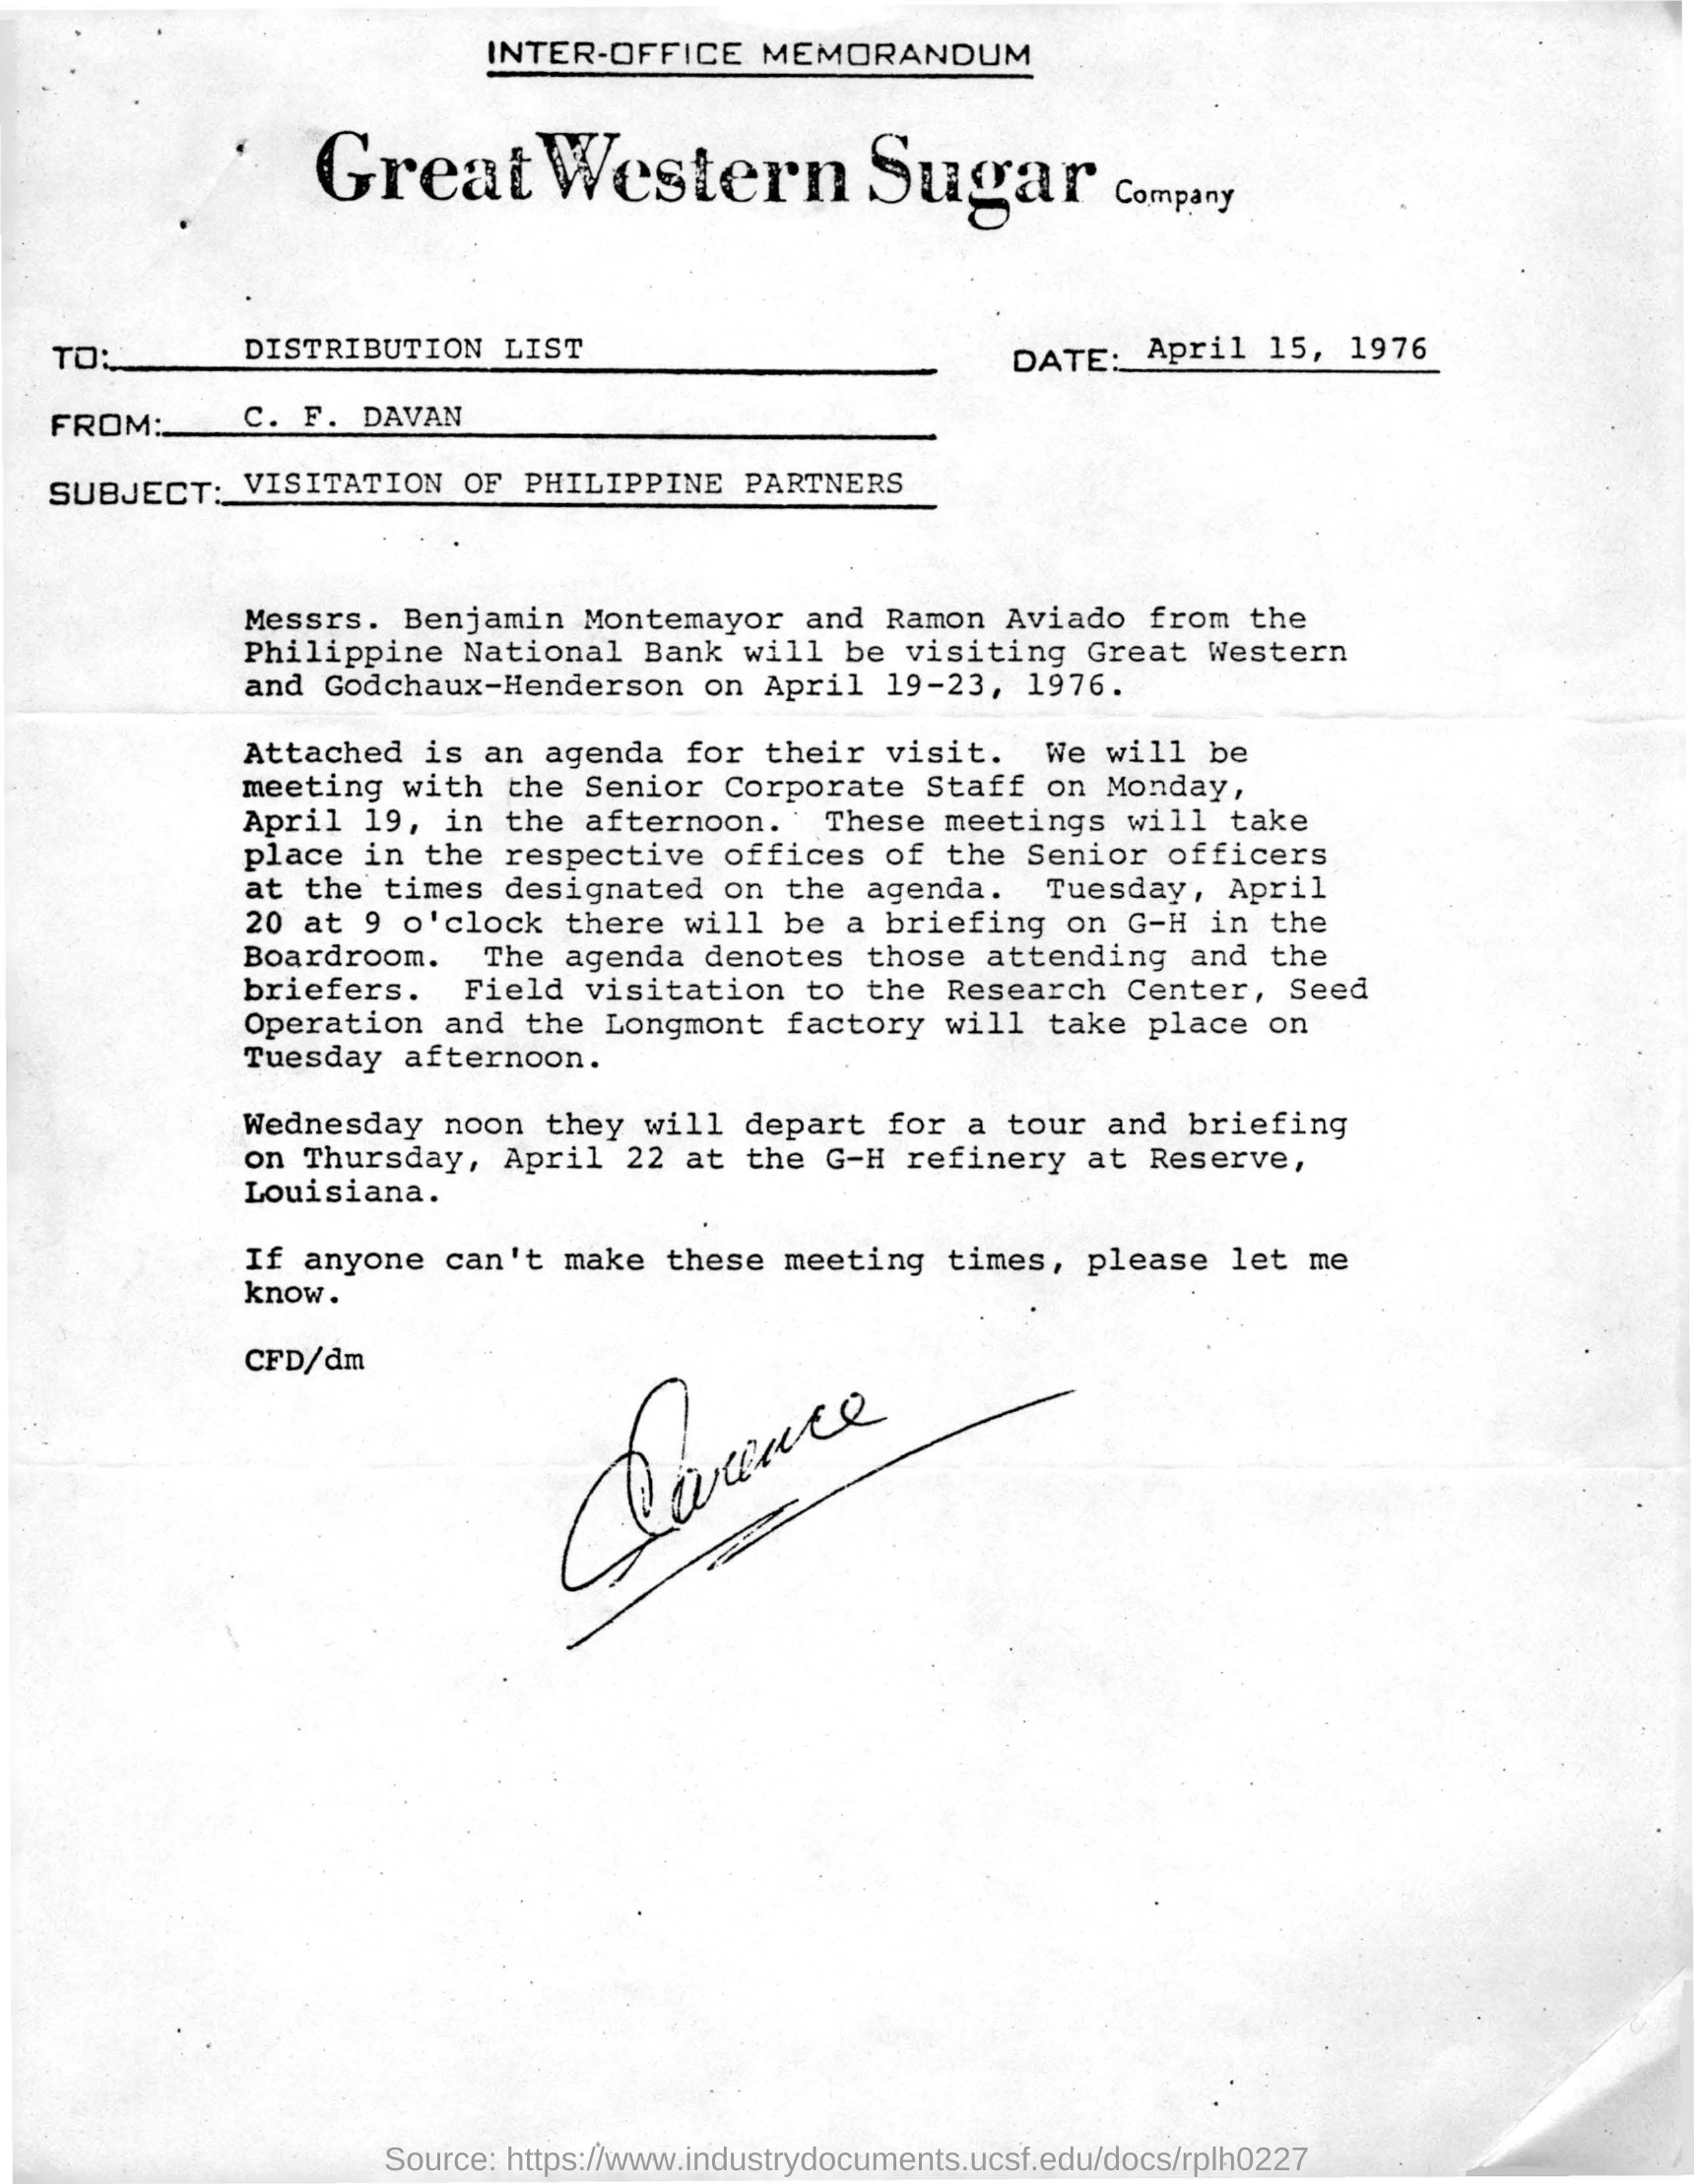 INTER-OFFICE MEMORANDUM
Great Western Sugar Company
TO: DISTRIBUTION LIST DATE: April 15, 1976
FROM: C. F. DAVAN
SUBJECT: VISITATION OF PHILIPPINE PARTNERS
Messrs. Benjamin Montemayor and Ramon Aviado from the
Philippine National Bank will be visiting Great Western
and Godchaux-Henderson on April 19-23, 1976.
Attached is an agenda for their visit. We will be
meeting with the Senior Corporate Staff on Monday,
April 19, in the afternoon. These meetings will take
place in the respective offices of the Senior officers
at the times designated on the agenda. Tuesday, April
20 at 9 o'clock there will be a briefing on G-H in the
Boardroom. The agenda denotes those attending and the
briefers. Field visitation to the Research Center, Seed
Operation and the Longmont factory will take place on
Tuesday afternoon.
Wednesday noon they will depart for a tour and briefing
on Thursday, April 22 at the G-H refinery at Reserve,
Louisiana.
If anyone can't make these meeting times, please let me
know.
CFD/dm
Clarence
Source: https://www.industrydocuments.ucsf.edu/docs/rplh0227